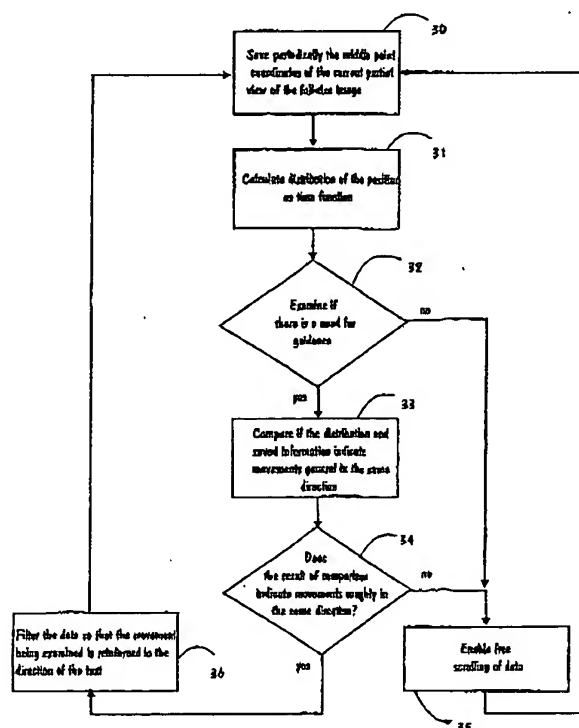 30
Save periodically the middle point
coordinates of the current partial
view of the full-size image
31
Calculate distribution of the position
as time function
32
Examine if
there is a need for
guidance
no
yes
33
Compare if the distribution and
saved information indicate
movements general in the same
direction
34
Does
the result of comparison
indicate movements roughly in
the same direction?
no
yes
Filter the data so that the movement
being examined is reinforced in the
direction of the text
36
Enable free
scrolling of data
35